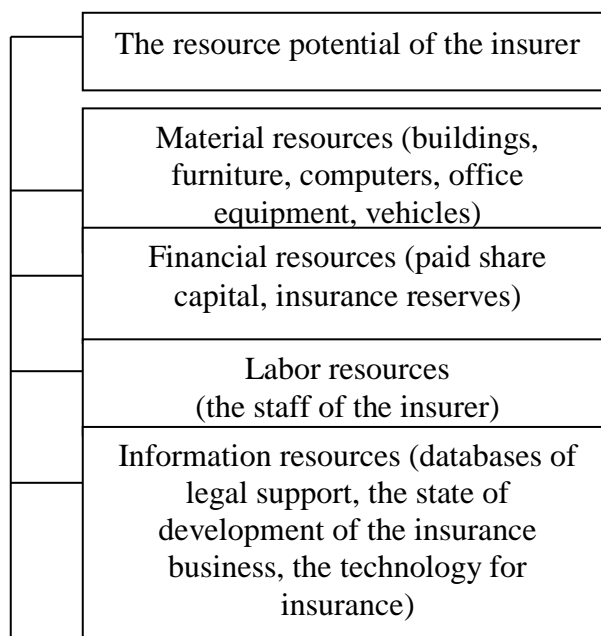 The resource potential of the insurer
Material resources (buildings,
furniture, computers, office
equipment, vehicles)
Financial resources (paid share
capital, insurance reserves)
Labor resources
(the staff of the insurer)
Information resources (databases of
legal support, the state of
development of the insurance
business, the technology for
insurance)